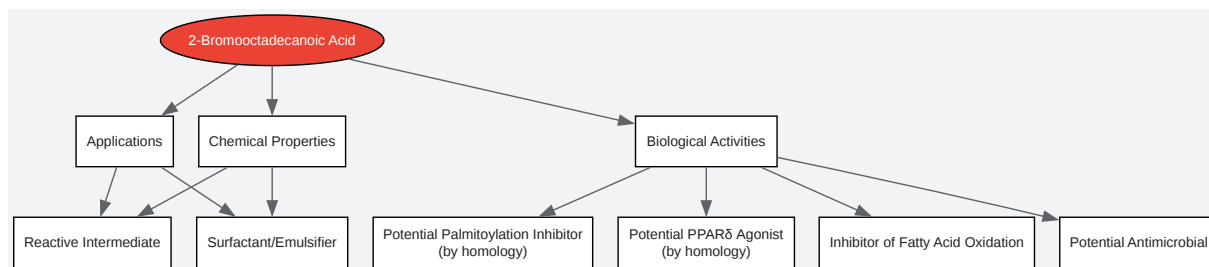 2-Bromooctadecanoic Acid
Applications
Chemical Properties
Biological Activities
Reactive Intermediate
Surfactant/Emulsifier
Potential Palmitoylation Inhibitor
(by homology)
Potential PPARδ Agonist
(by homology)
Inhibitor of Fatty Acid Oxidation
Potential Antimicrobial